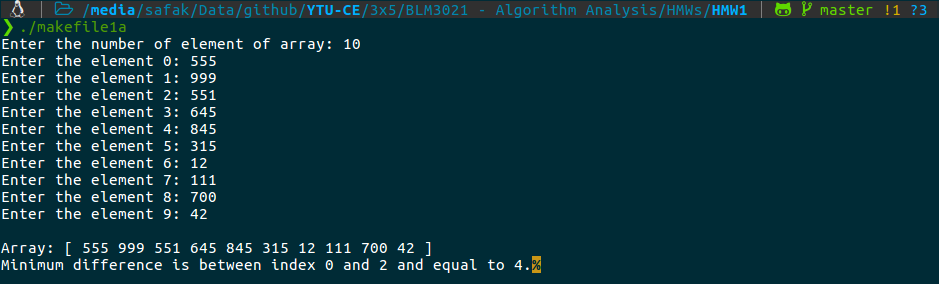 /media/safak/Data/github/YTU-CE/3x5/BLM3021 - Algorithm Analysis/HMWs/HMW1 | master !1 ?3
❯ ./makefile1a
Enter the number of element of array: 10
Enter the element 0: 555
Enter the element 1: 999
Enter the element 2: 551
Enter the element 3: 645
Enter the element 4: 845
Enter the element 5: 315
Enter the element 6: 12
Enter the element 7: 111
Enter the element 8: 700
Enter the element 9: 42
Array: [ 555 999 551 645 845 315 12 111 700 42 ]
Minimum difference is between index 0 and 2 and equal to 4.%